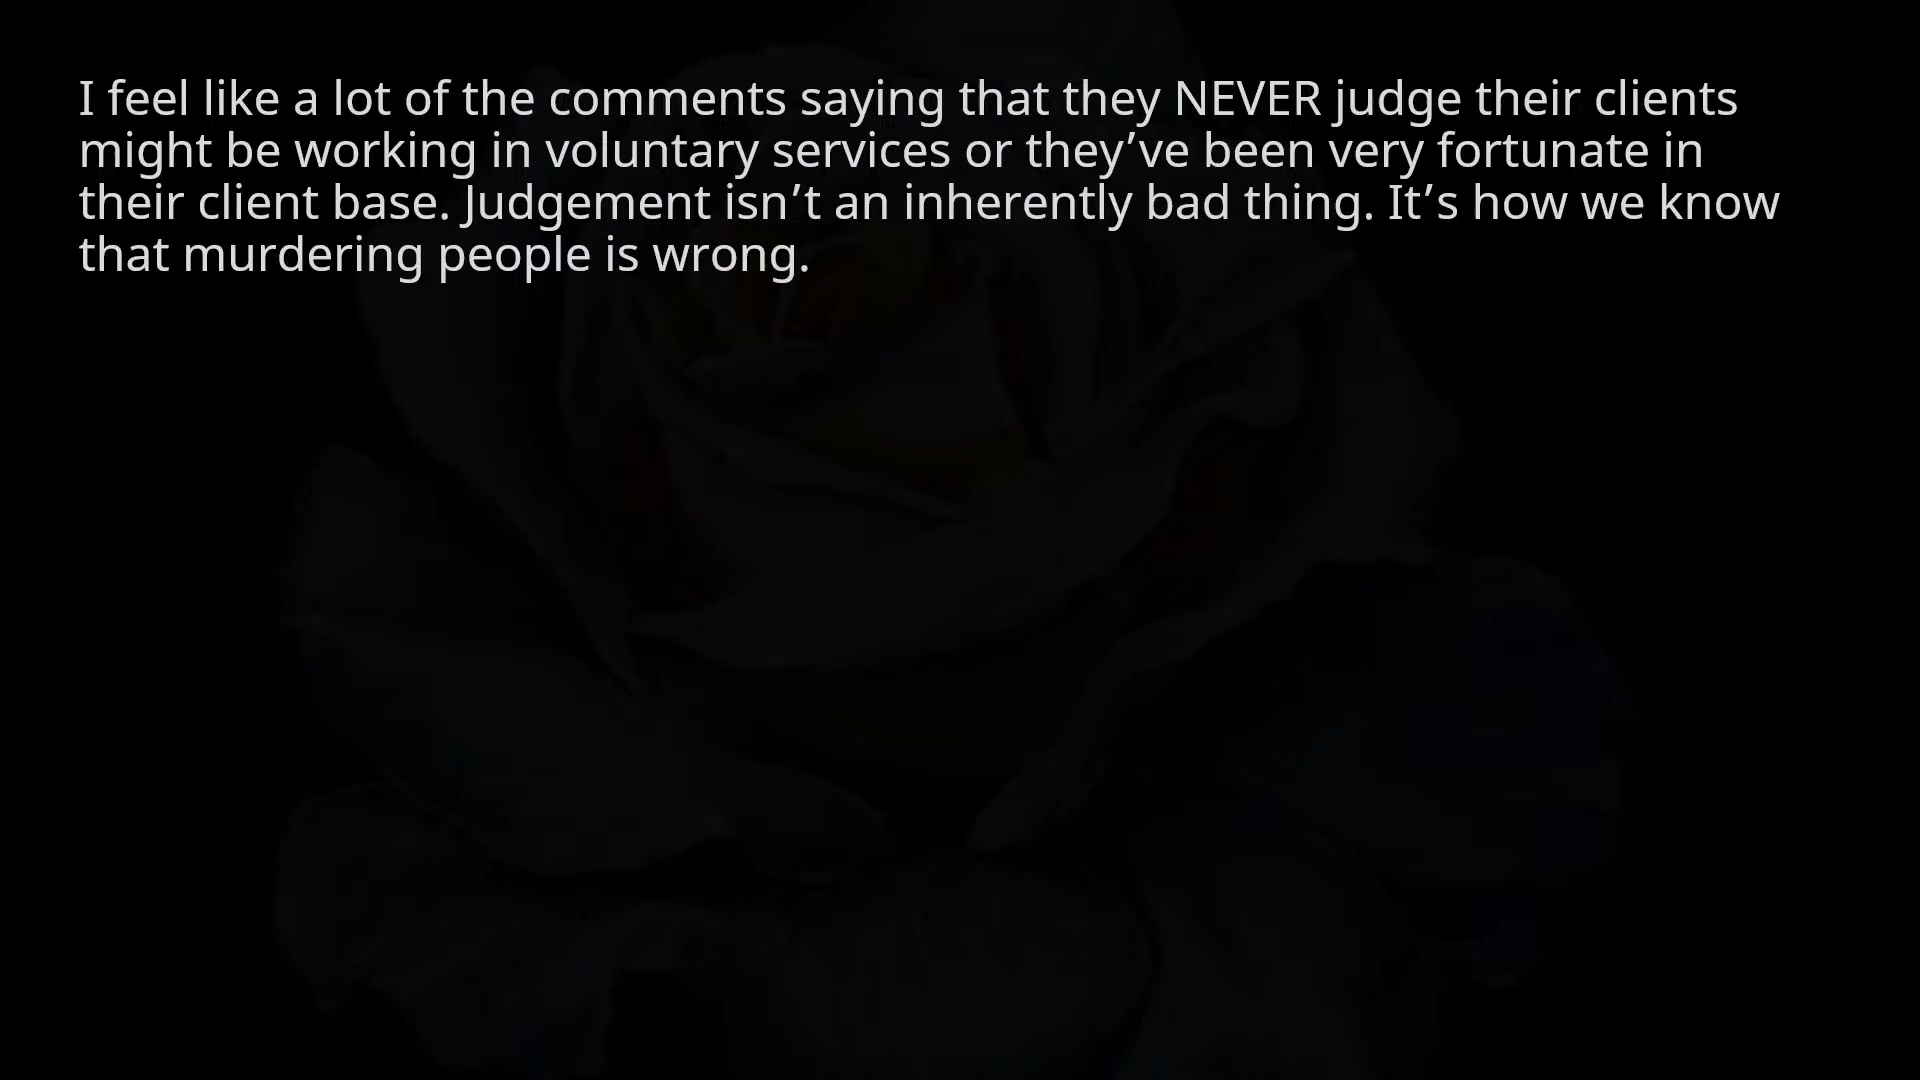 I feel like a lot of the comments saying that they NEVER judge their clients
might be working in voluntary services or they’ve been very fortunate in
their client base. Judgement isn’t an inherently bad thing. It’s how we know
that murdering people is wrong.